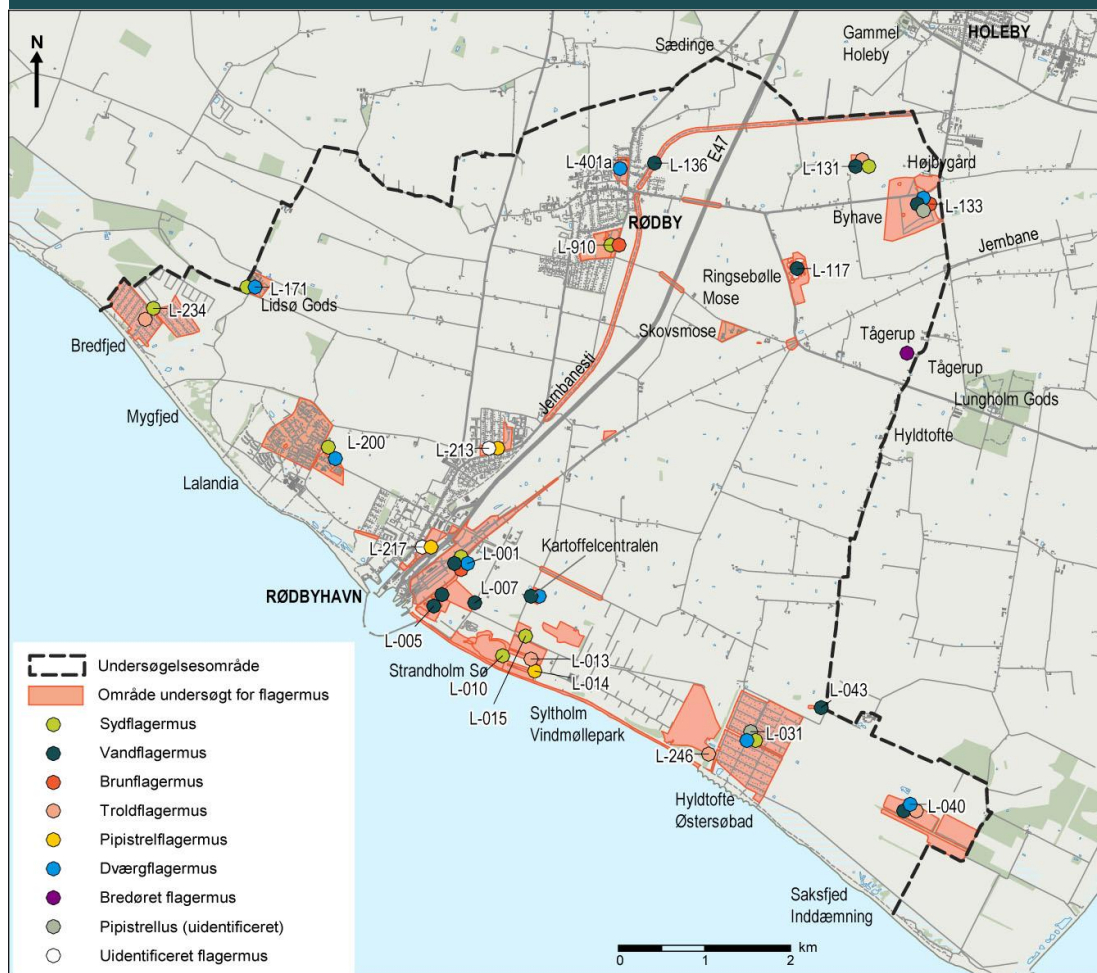 N
Sædinge
Gammel
Holeby
HOLEBY
E47
L-401a
L-136
L-131
Højbygård
L-133
RØDBY
Byhave
L-910
Jernbane
L-117
Ringsebølle
Mose
L-171
Lidsø Gods
L-234
Skovsmose
Tågerup
Tågerup
Bredfjed
Jernbanesti
Lungholm Gods
Mygfjed
Hyldtofte
L-200
L-213
Lalandia
L-217
Kartoffelcentralen
L-001
RØDBYHAVN
L-007
L-005
Strandholm Sø
L-013
L-010
L-014
L-015
Syltholm
Vindmøllepark
L-043
L-031
L-246
Hyldtofte
Østersøbad
L-040
Saksfjed
Inddæmning
Undersøgelsesområde
Område undersøgt for flagermus
Sydflagermus
Vandflagermus
Brunflagermus
Troldflagermus
Pipistrelflagermus
Dværgflagermus
Bredøret flagermus
Pipistrellus (uidentificeret)
Uidentificeret flagermus
km
0 1 2